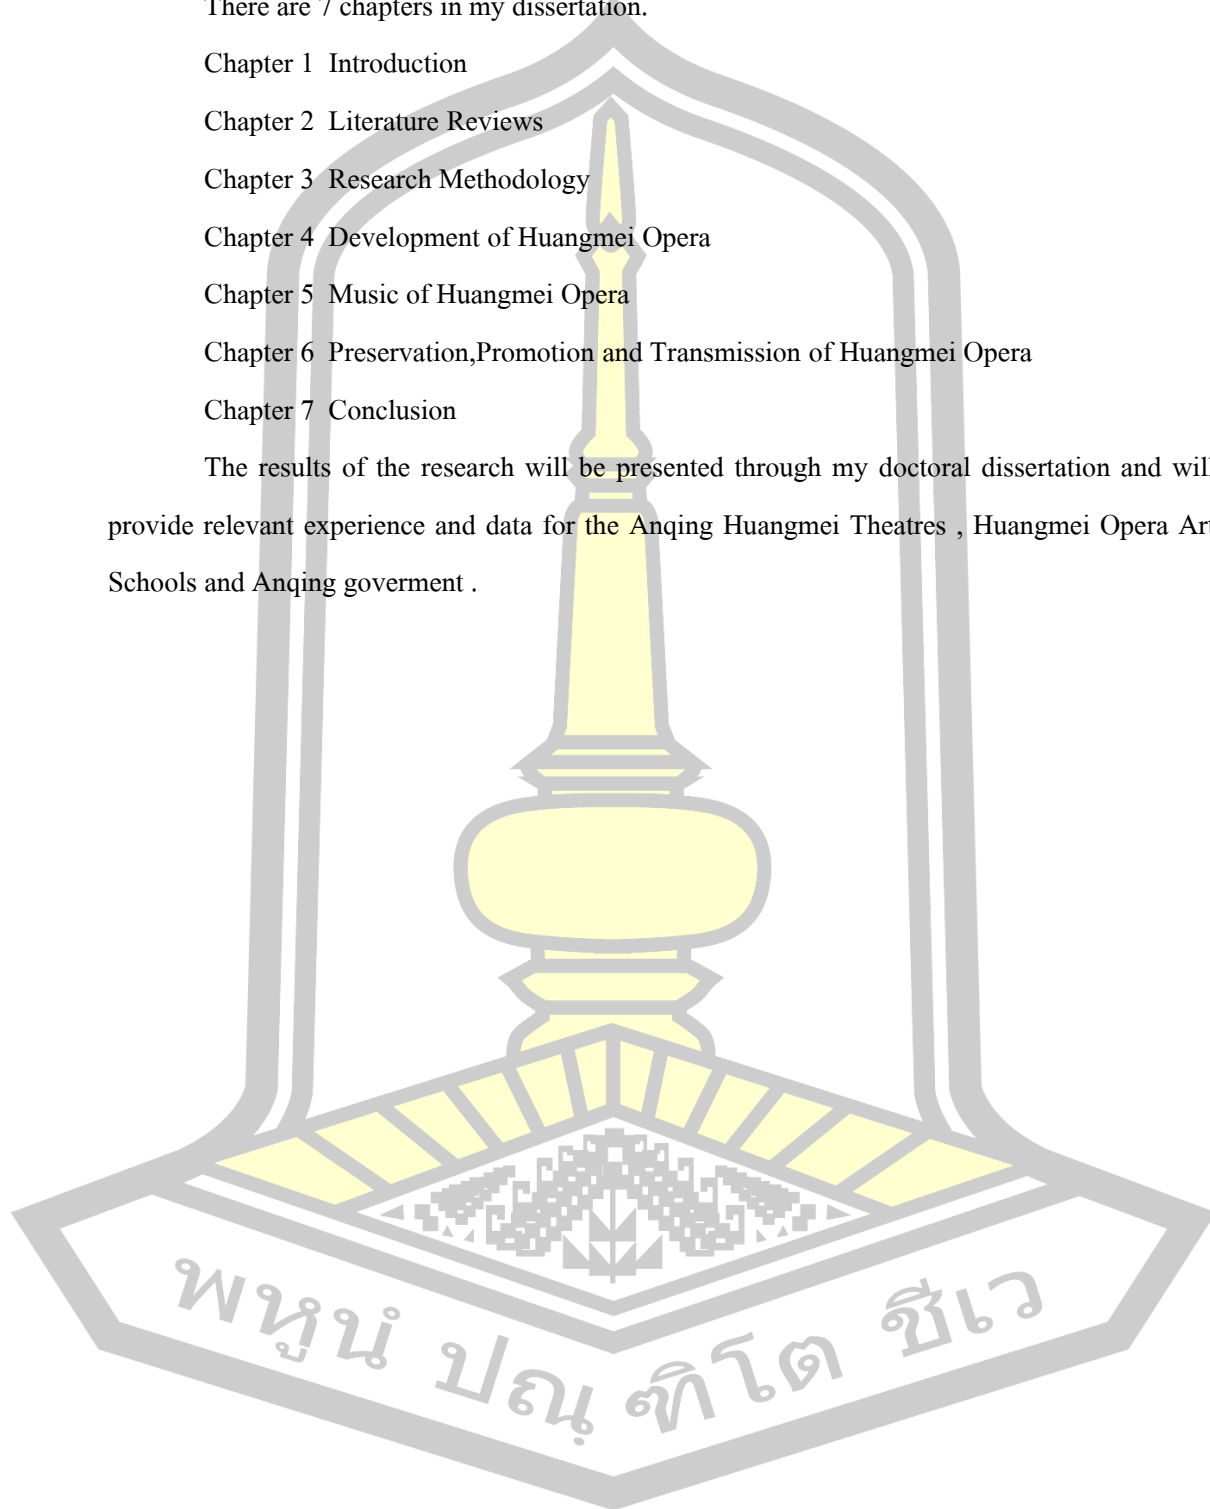 There are 7 chapters in my dissertation.
Chapter 1 Introduction
Chapter 2 Literature Reviews
Chapter 3 Research Methodology
Chapter 4 Development of Huangmei Opera
Chapter 5 Music of Huangmei Opera
Chapter 6 Preservation,Promotion and Transmission of Huangmei Opera
Chapter 7 Conclusion
The results of the research will be presented through my doctoral dissertation and will
provide relevant experience and data for the Anqing Huangmei Theatres , Huangmei Opera Art
Schools and Anqing goverment .
พหูนํ ปณฺฑิโต ชีเว